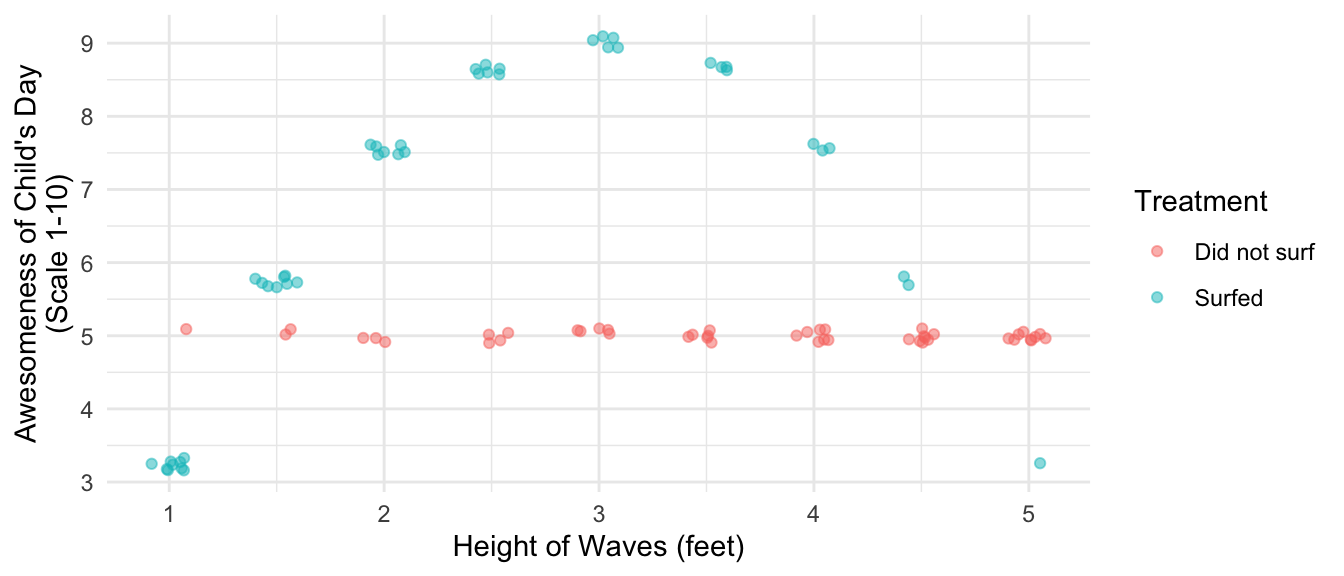 Awesomeness of Child's Day
(Scale 1-10)
9
8
7
6
5
4
3
1 2 3 4 5
Height of Waves (feet)
Treatment
Did not surf
Surfed